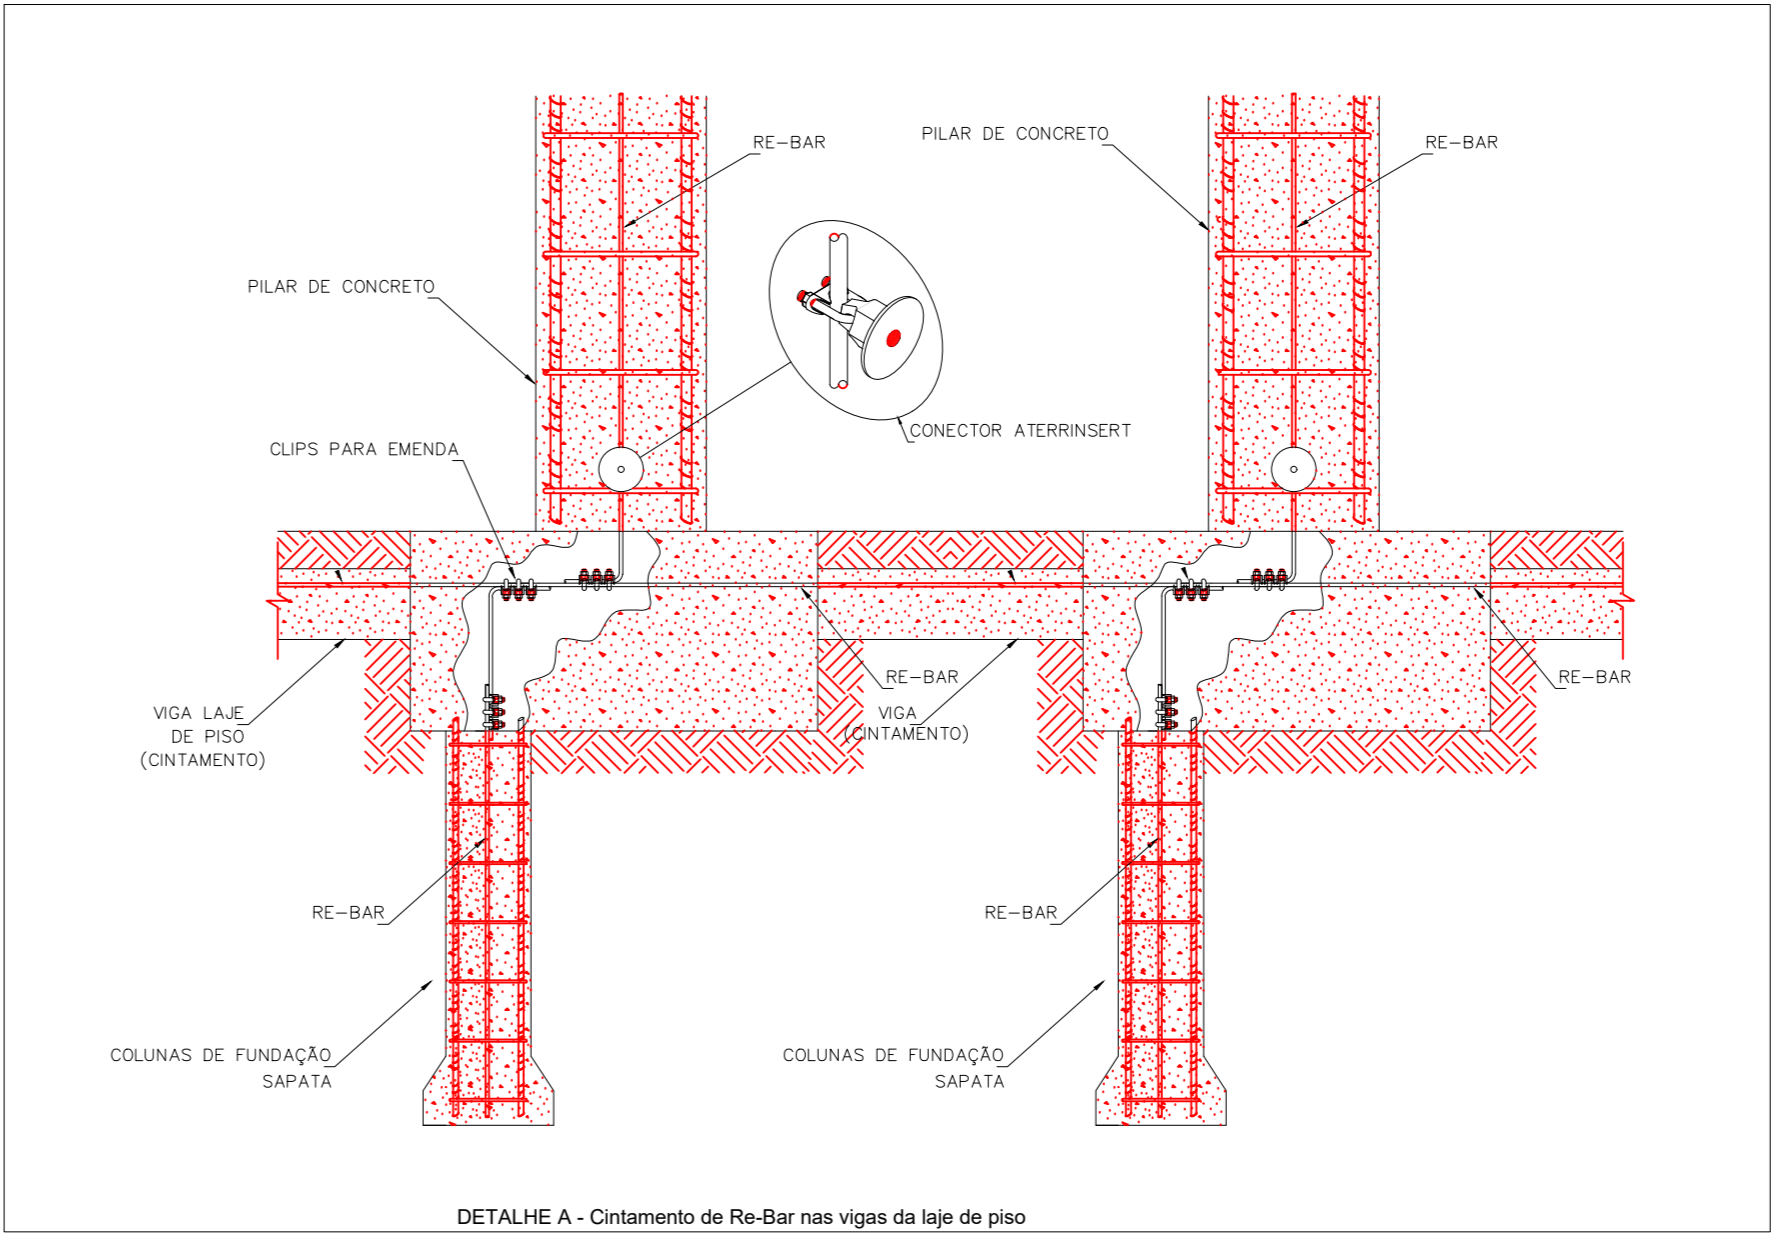 PILAR DE CONCRETO
RE-BAR
RE-BAR
PILAR DE CONCRETO
CONECTOR ATERRINSERT
CLIPS PARA EMENDA
RE-BAR
RE-BAR
VIGA LAJE
DE PISO
(CINTAMENTO)
VIGA
(CINTAMENTO)
RE-BAR
RE-BAR
COLUNAS DE FUNDAÇÃO
SAPATA
COLUNAS DE FUNDAÇÃO
SAPATA
DETALHE A - Cintamento de Re-Bar nas vigas da laje de piso